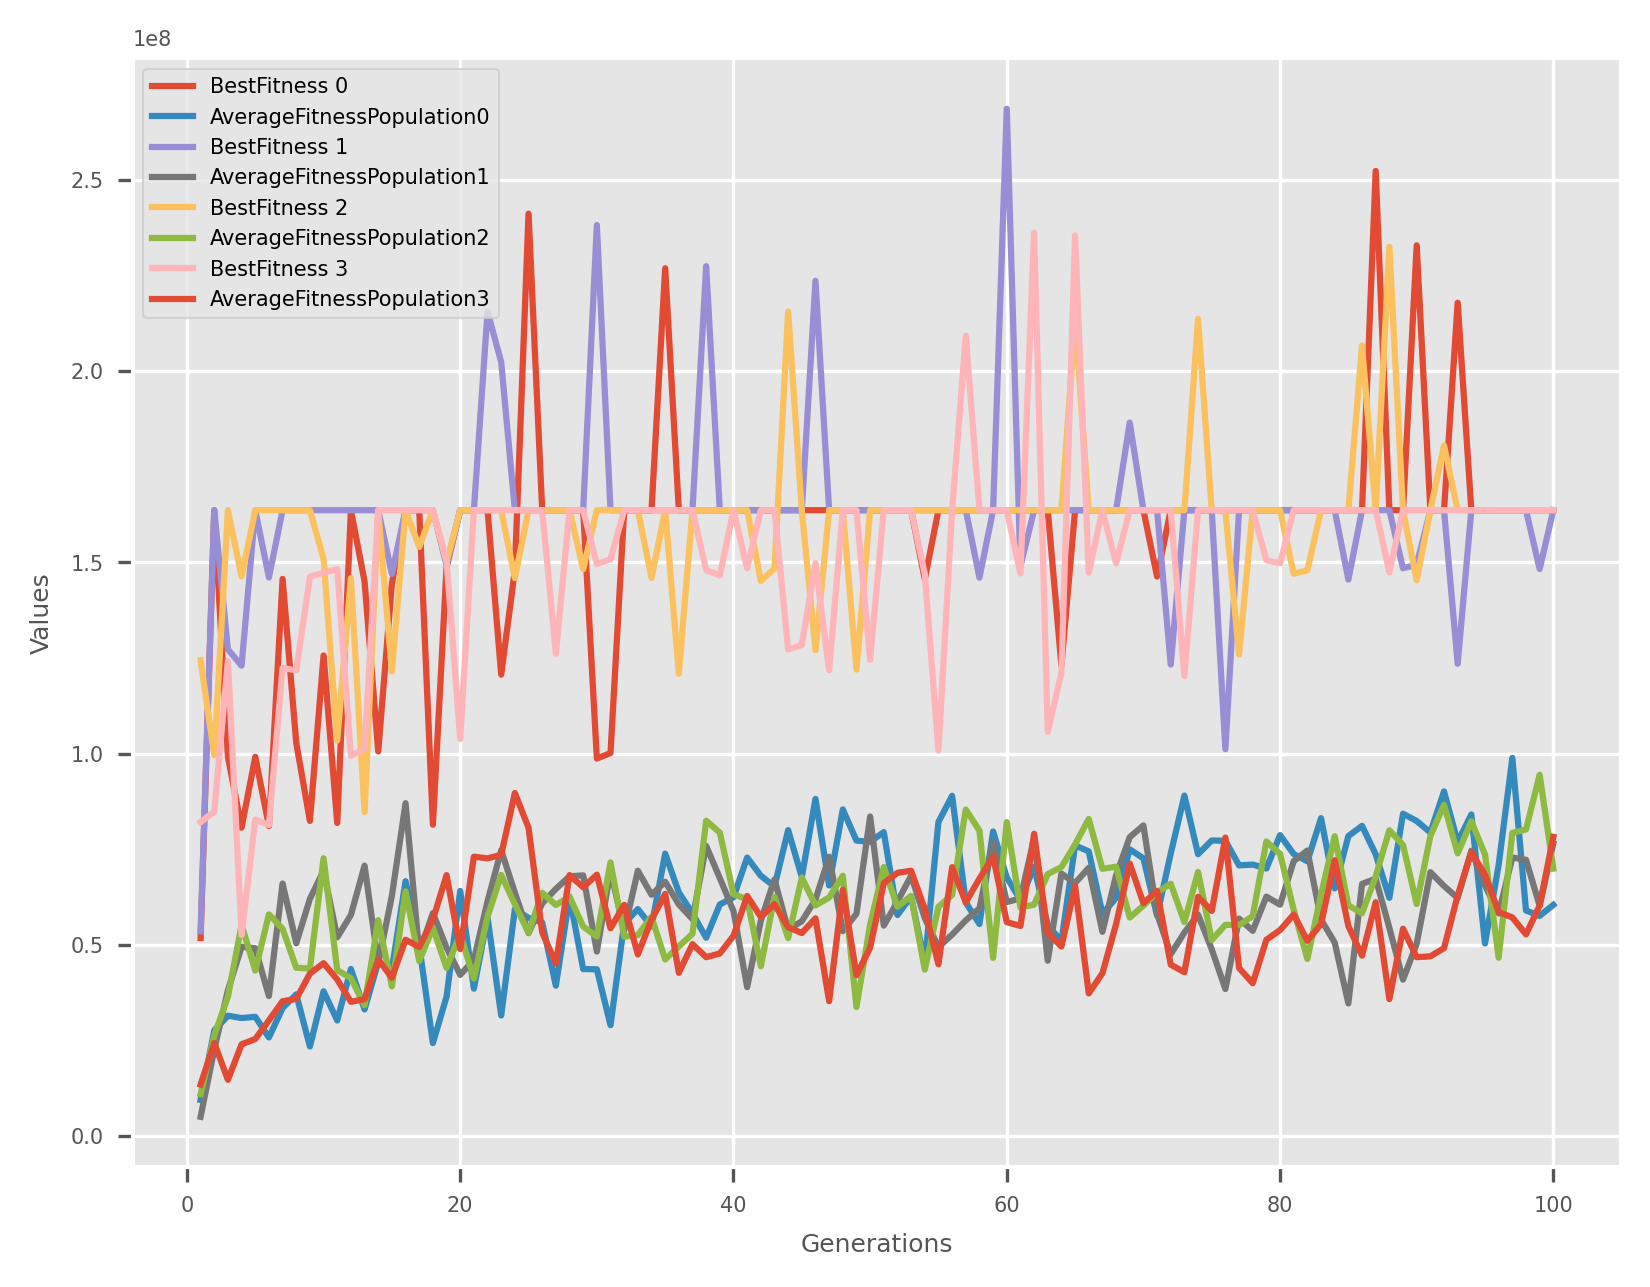 1e8
BestFitness 0
AverageFitnessPopulation0
BestFitness 1
AverageFitnessPopulation1
BestFitness 2
AverageFitnessPopulation2
BestFitness 3
AverageFitnessPopulation3
2.5
2.0
1.5
1.0
0.5
0.0
Values
0 20 40 60 80 100
Generations